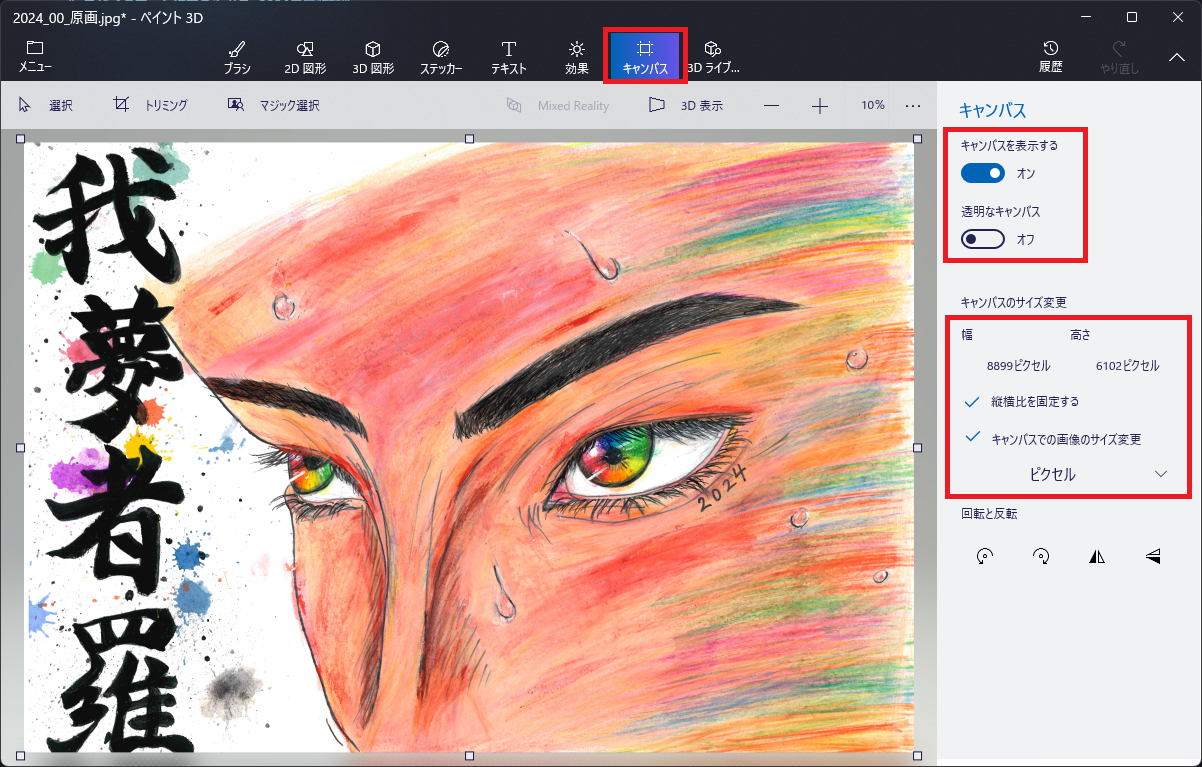 2024_00_原画.jpg* - ペイント 3D
メニュー
ブラシ
2D 図形
3D 図形
ステッカー
テキスト
効果
キャンバス
3D ライブ...
履歴
やり直し
選択
トリミング
マジック選択
Mixed Reality
3D 表示
10%
...
キャンバス
キャンバスを表示する
オン
透明なキャンバス
オフ
キャンバスのサイズ変更
幅
高さ
8899ピクセル
6102ピクセル
縦横比を固定する
キャンバスでの画像のサイズ変更
ピクセル
回転と反転
我夢者羅
2024